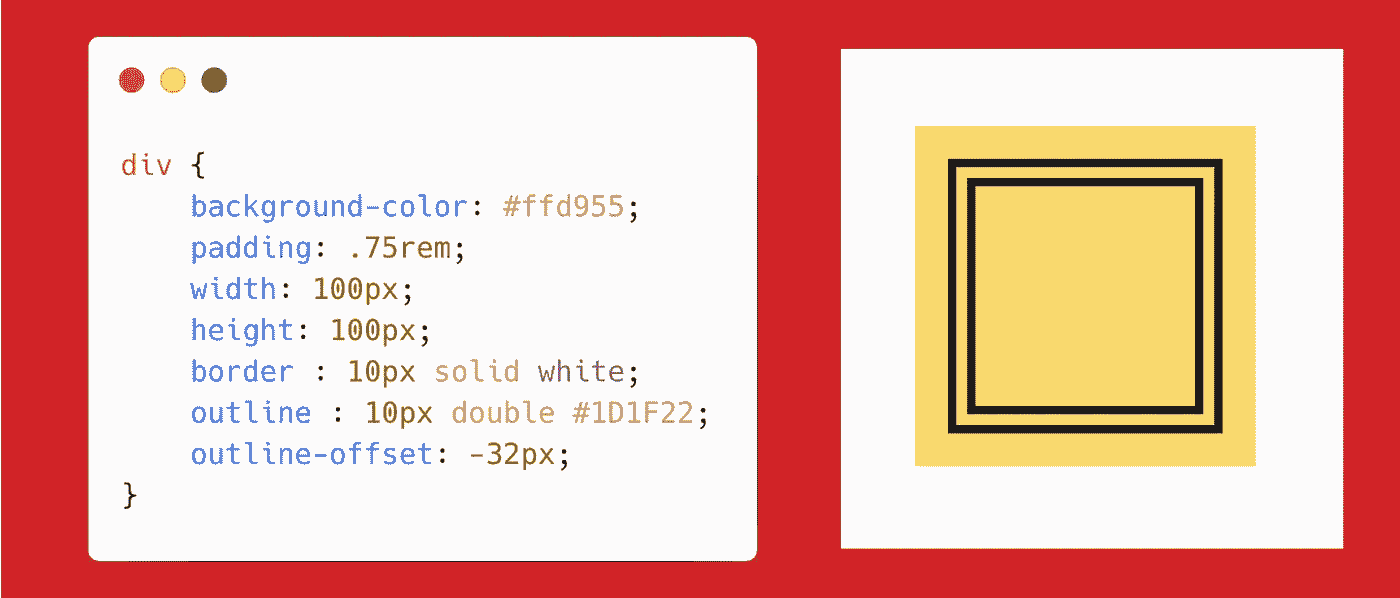 div {
    background-color: #ffd955;
    padding: .75rem;
    width: 100px;
    height: 100px;
    border : 10px solid white;
    outline : 10px double #1D1F22;
    outline-offset: -32px;
}